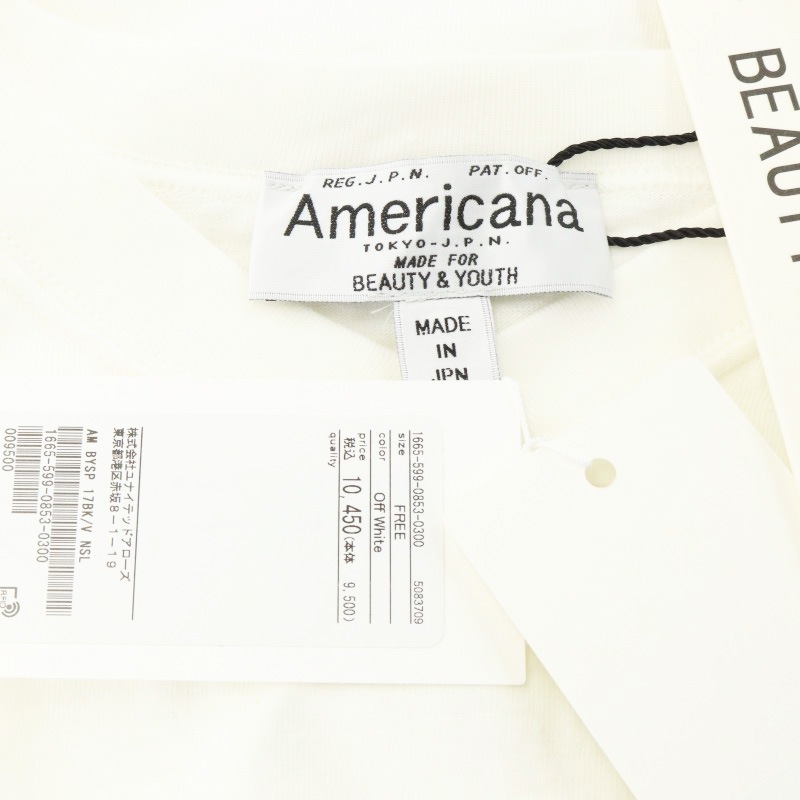 BEAUTY
REG.J.P.N. PAT.OFF.
Americana
TOKYO-J.P.N.
MADE FOR
BEAUTY & YOUTH
MADE
IN
JPN
1665-599-0853-0300 5083709
size FREE
color Off White
price 税込 10,450(本体 9,500)
quality
株式会社ユナイテッドアローズ
東京都港区赤坂8-1-19
AM BYSP 17BK/V NSL
1665-599-0853-0300
009500
RFID